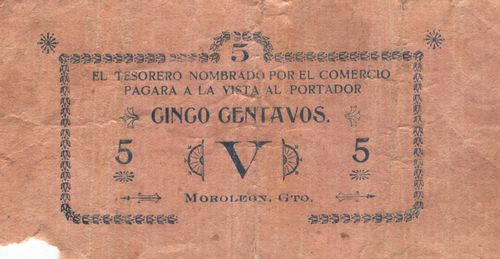 5
EL TESORERO NOMBRADO POR EL COMERCIO
PAGARA A LA VISTA AL PORTADOR
CINCO CENTAVOS.
5 V 5
MOROLEON, GTO.